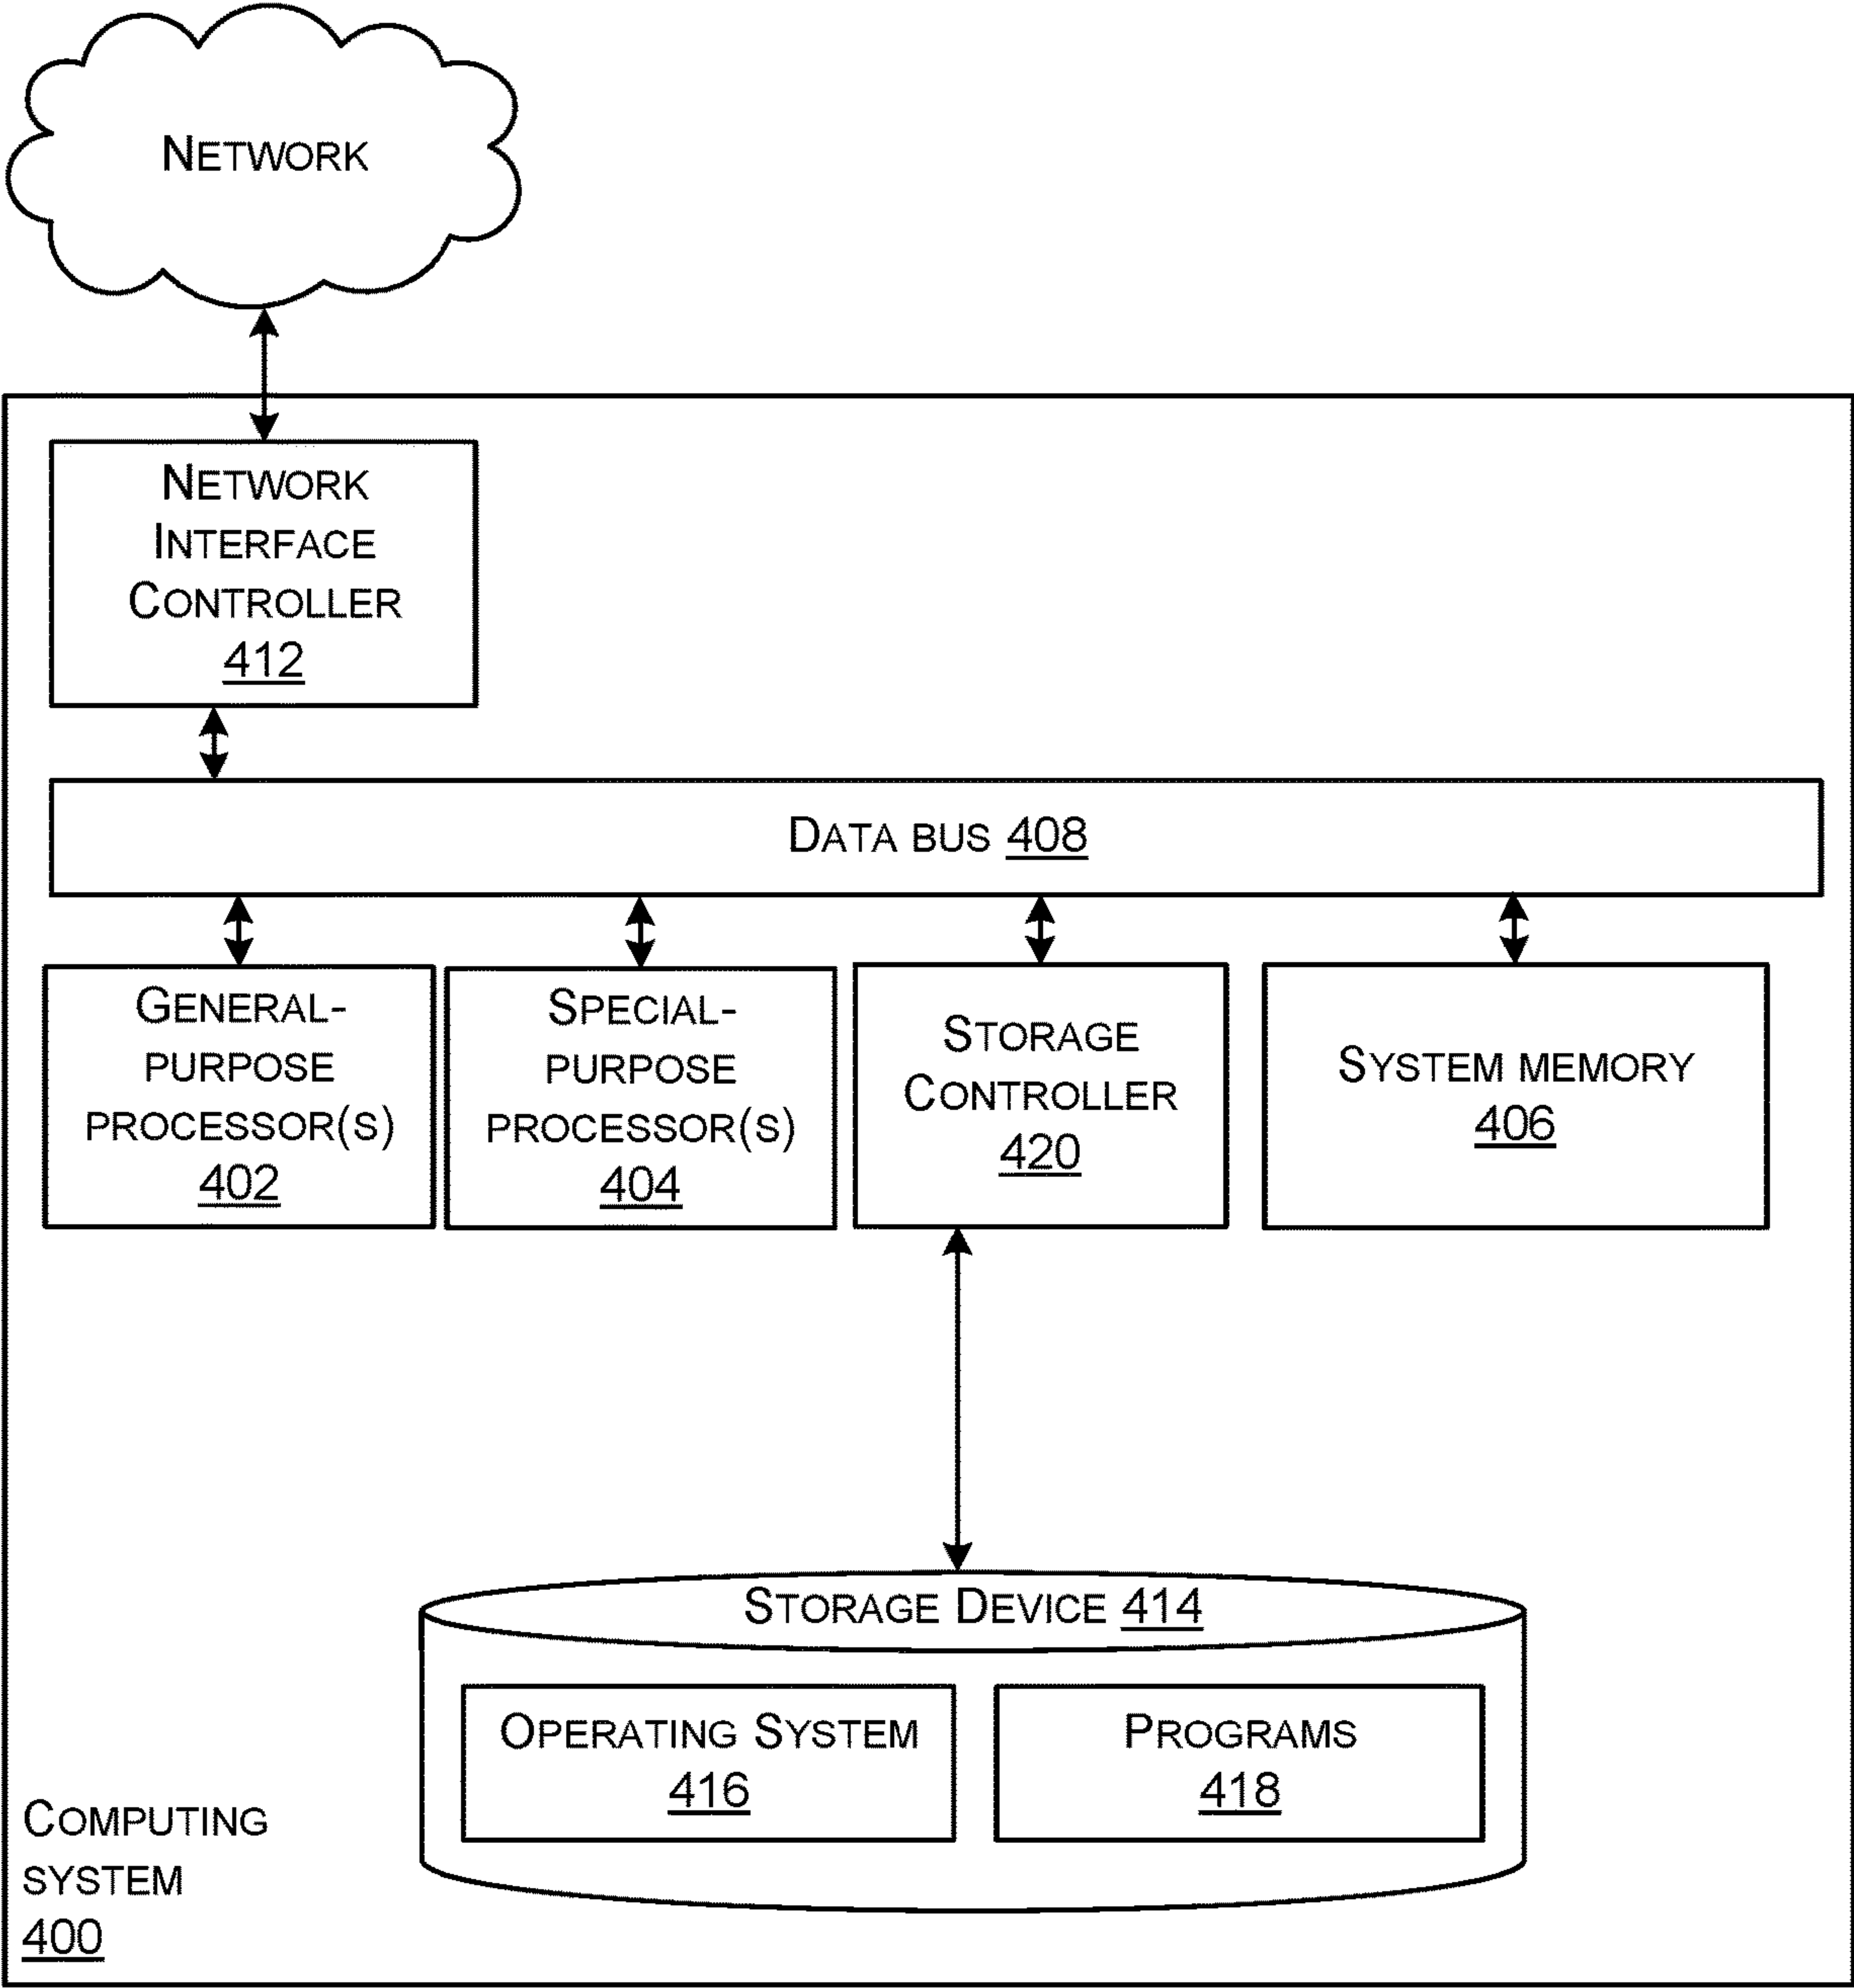 NETWORK
NETWORK
INTERFACE
CONTROLLER
412
DATA BUS 408
GENERAL-
PURPOSE
PROCESSOR(S)
402
SPECIAL-
PURPOSE
PROCESSOR(S)
404
STORAGE
CONTROLLER
420
SYSTEM MEMORY
406
STORAGE DEVICE 414
OPERATING SYSTEM
416
PROGRAMS
418
COMPUTING
SYSTEM
400